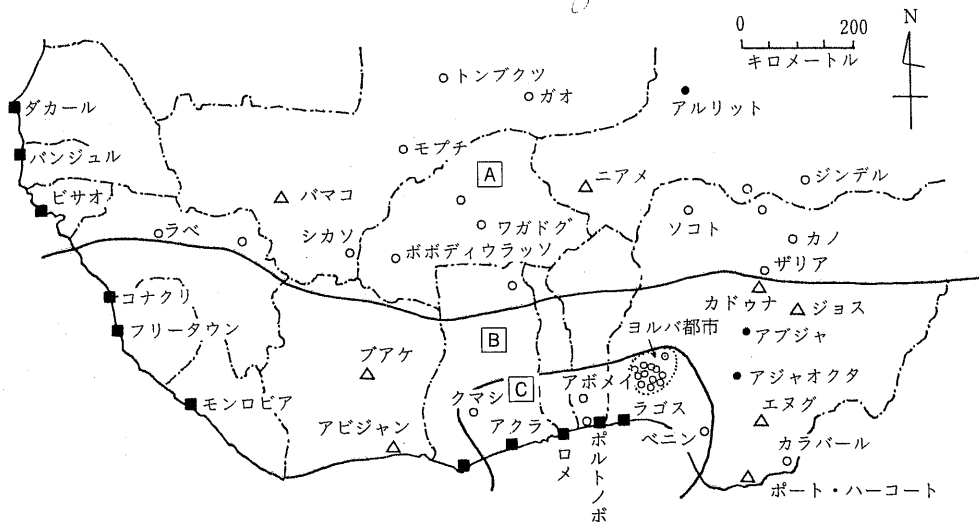 0 200
キロメートル
N
トンブクツ
ガオ
アルリット
ダカール
バンジュル
モプチ
A
ニアメ
ジンデル
ビサオ
バマコ
ワガドグ
ソコト
ラベ
シカソ
ボボディウラッソ
カノ
ザリア
コナクリ
カドゥナ
ジョス
フリータウン
B
ヨルバ都市
アブジャ
ブアケ
C
アボメイ
アジャオクタ
クマシ
モンロビア
ラゴス
エヌグ
アビジャン
アクラ
ロメ
ポルトノボ
ベニン
カラバール
ポート・ハーコート